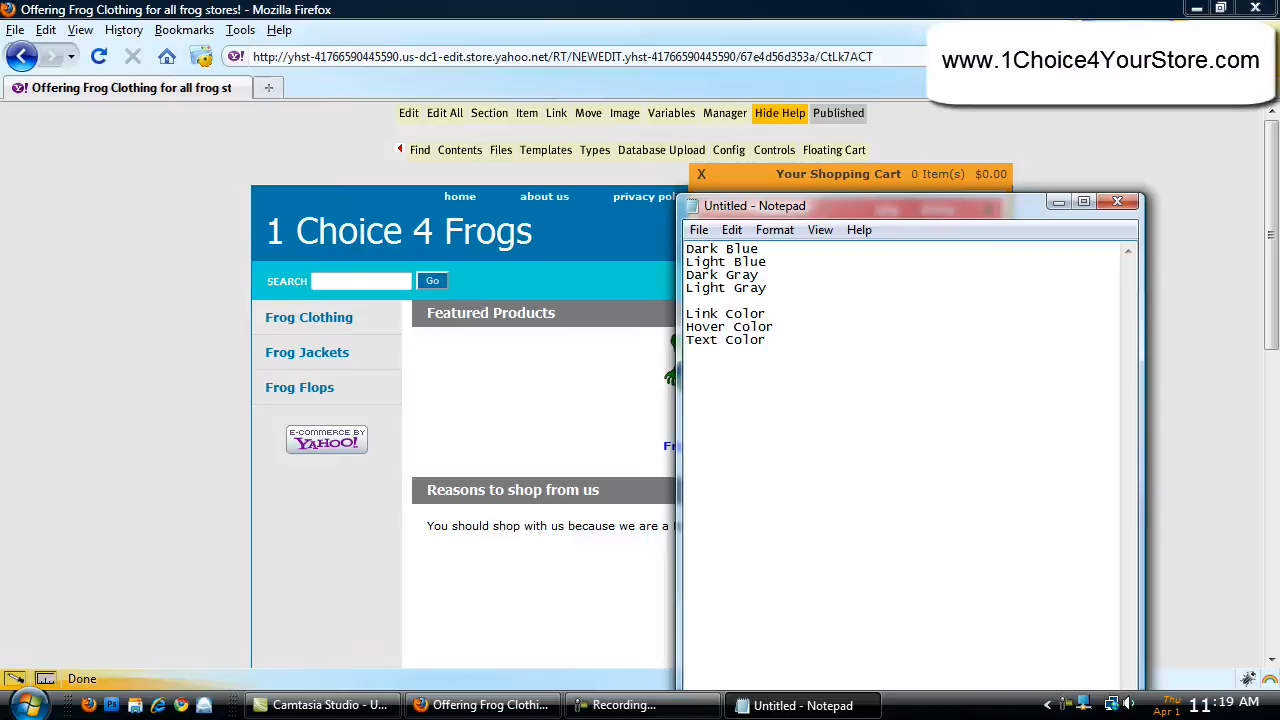 Offering Frog Clothing for all frog stores! - Mozilla Firefox
File Edit View History Bookmarks Tools Help
http://yhst-41766590445590.us-dc1-edit.store.yahoo.net/RT/NEWEDIT.yhst-41766590445590/67e4d56d353a/CtLk7ACT
www.1Choice4YourStore.com
Offering Frog Clothing for all frog st
Edit Edit All Section Item Link Move Image Variables Manager Hide Help Published
Find Contents Files Templates Types Database Upload Config Controls Floating Cart
X Your Shopping Cart 0 Item(s) $0.00
home about us privacy pol
1 Choice 4 Frogs
SEARCH Go
Frog Clothing
Frog Jackets
Frog Flops
E-COMMERCE BY
YAHOO!
Featured Products
Fr
Reasons to shop from us
You should shop with us because we are a
Untitled - Notepad
File Edit Format View Help
Dark Blue
Light Blue
Dark Gray
Light Gray
Link Color
Hover Color
Text Color
Done
Camtasia Studio - U... Offering Frog Clothi... Recording... Untitled - Notepad
Thu
Apr 1
11:19 AM